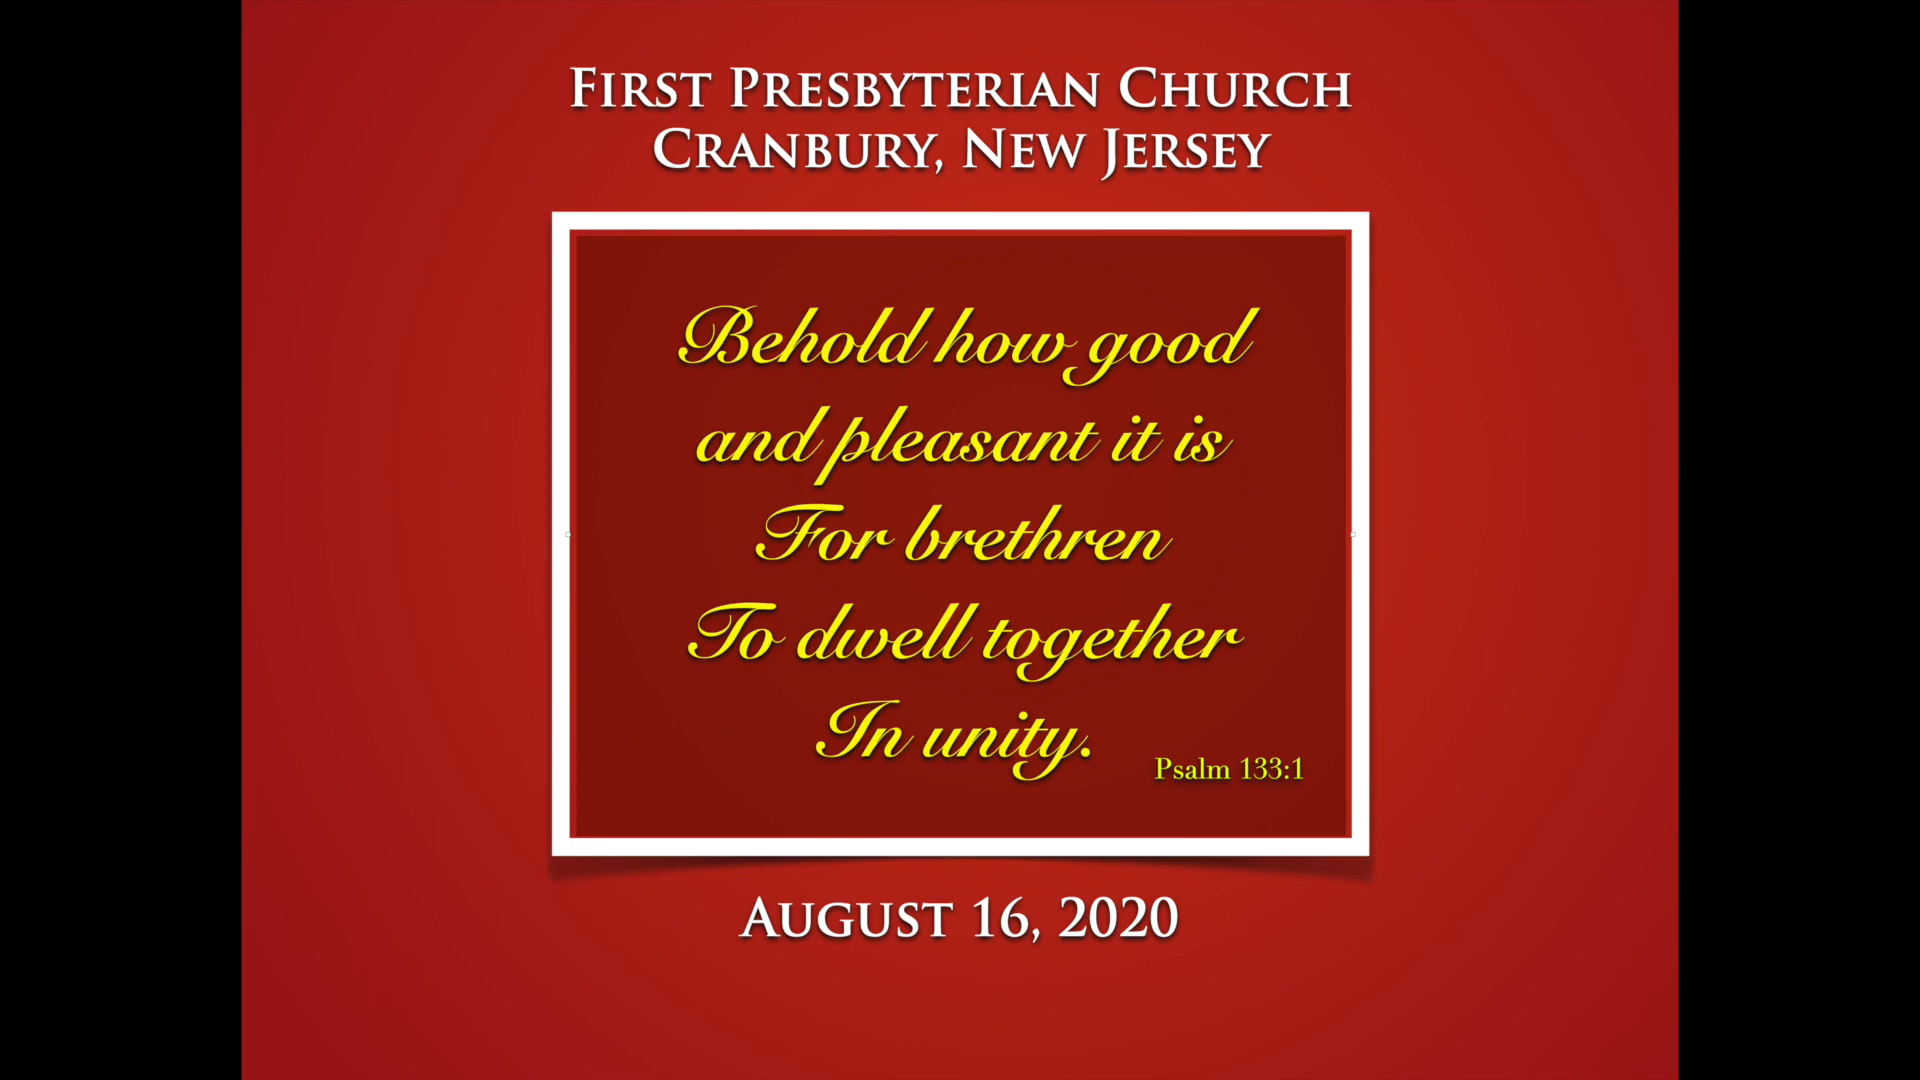 First Presbyterian Church
Cranbury, New Jersey
Behold how good
and pleasant it is
For brethren
To dwell together
In unity.
Psalm 133:1
August 16, 2020